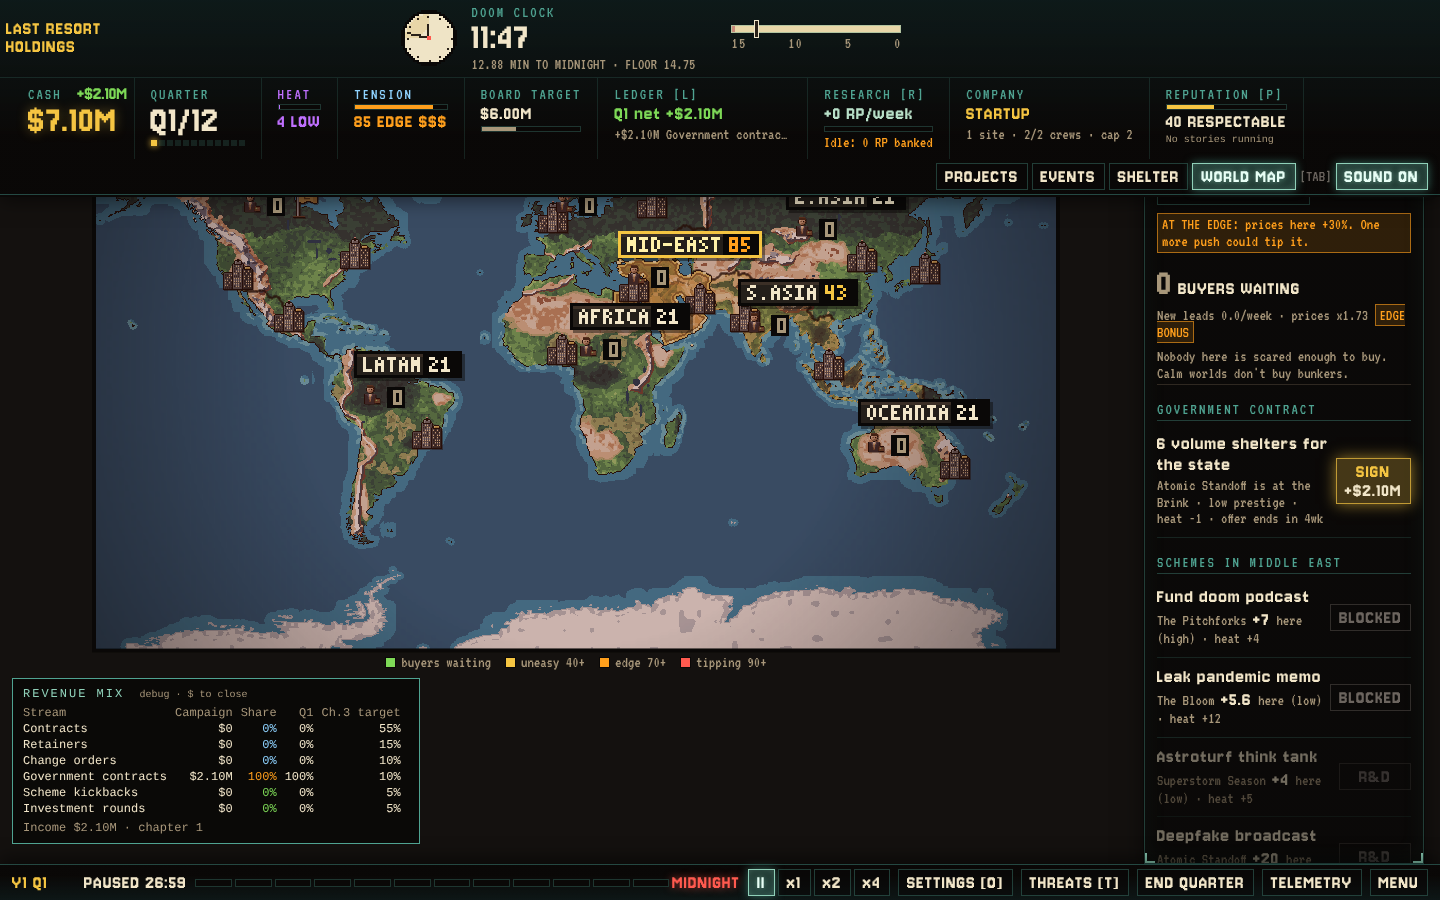 LAST RESORT
HOLDINGS
DOOM CLOCK
11:47
12.88 MIN TO MIDNIGHT · FLOOR 14.75
15 10 5 0
CASH +$2.10M
$7.10M
QUARTER
Q1/12
HEAT
4 LOW
TENSION
85 EDGE $$$
BOARD TARGET
$6.00M
LEDGER [L]
Q1 net +$2.10M
+$2.10M Government contrac…
RESEARCH [R]
+0 RP/week
Idle: 0 RP banked
COMPANY
STARTUP
1 site · 2/2 crews · cap 2
REPUTATION [P]
40 RESPECTABLE
No stories running
PROJECTS EVENTS SHELTER WORLD MAP [TAB] SOUND ON
0
0
E.ASIA 21
0
MID-EAST 85
0
S.ASIA 43
0
AFRICA 21
0
LATAM 21
0
OCEANIA 21
0
buyers waiting uneasy 40+ edge 70+ tipping 90+
AT THE EDGE: prices here +30%. One
more push could tip it.
0 BUYERS WAITING
New leads 0.0/week · prices x1.73 EDGE
BONUS
Nobody here is scared enough to buy.
Calm worlds don't buy bunkers.
GOVERNMENT CONTRACT
6 volume shelters for
the state
Atomic Standoff is at the
Brink · low prestige ·
heat -1 · offer ends in 4wk
SIGN
+$2.10M
SCHEMES IN MIDDLE EAST
Fund doom podcast
The Pitchforks +7 here
(high) · heat +4
BLOCKED
Leak pandemic memo
The Bloom +5.6 here (low)
· heat +12
BLOCKED
Astroturf think tank
Superstorm Season +4 here
(low) · heat +5
R&D
Deepfake broadcast
Atomic Standoff +20 here
R&D
REVENUE MIX debug · $ to close
Stream Campaign Share Q1 Ch.3 target
Contracts $0 0% 0% 55%
Retainers $0 0% 0% 15%
Change orders $0 0% 0% 10%
Government contracts $2.10M 100% 100% 10%
Scheme kickbacks $0 0% 0% 5%
Investment rounds $0 0% 0% 5%
Income $2.10M · chapter 1
Y1 Q1 PAUSED 26:59 MIDNIGHT II x1 x2 x4 SETTINGS [O] THREATS [T] END QUARTER TELEMETRY MENU